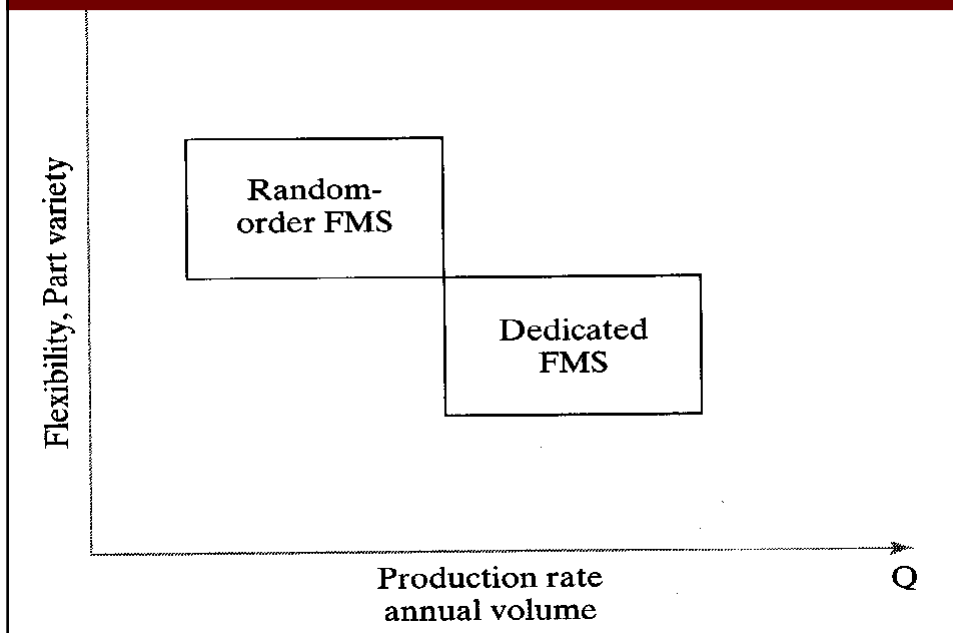 Flexibility, Part variety
Random-
order FMS
Dedicated
FMS
Production rate
annual volume
Q